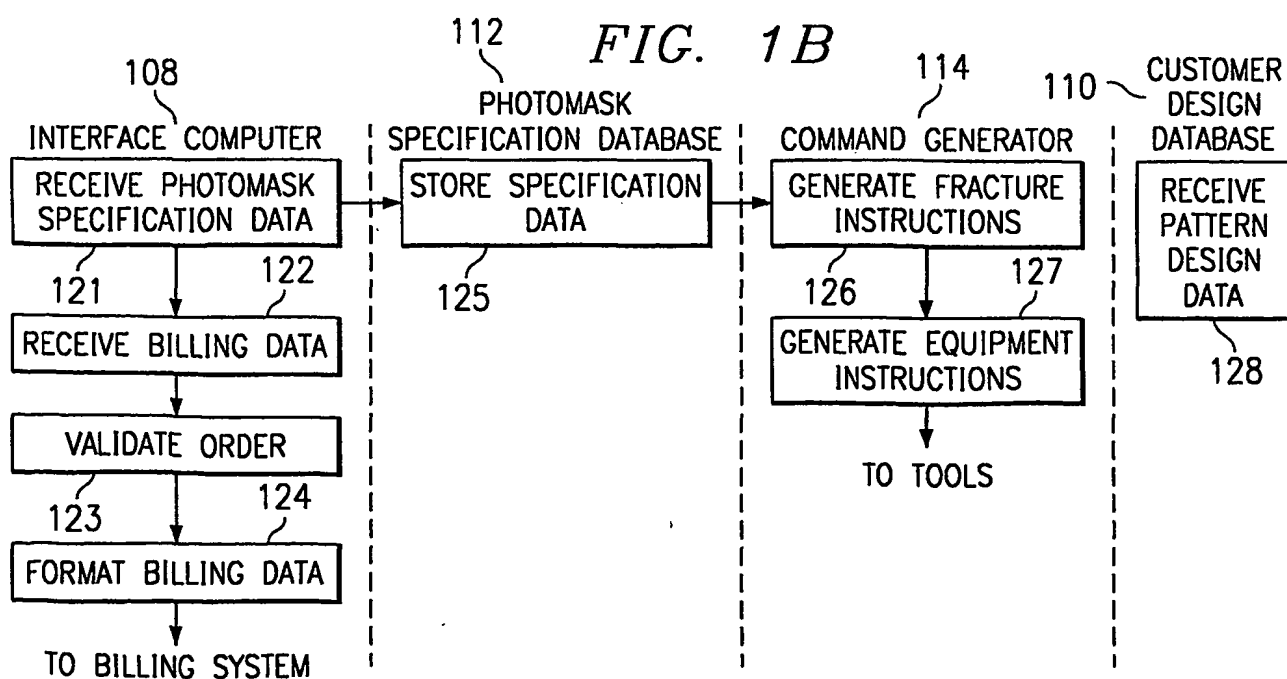 FIG. 1B
108
INTERFACE COMPUTER
RECEIVE PHOTOMASK
SPECIFICATION DATA
121
122
RECEIVE BILLING DATA
VALIDATE ORDER
123
124
FORMAT BILLING DATA
TO BILLING SYSTEM
112
PHOTOMASK
SPECIFICATION DATABASE
STORE SPECIFICATION
DATA
125
114
COMMAND GENERATOR
GENERATE FRACTURE
INSTRUCTIONS
126
127
GENERATE EQUIPMENT
INSTRUCTIONS
TO TOOLS
110
CUSTOMER
DESIGN
DATABASE
RECEIVE
PATTERN
DESIGN
DATA
128